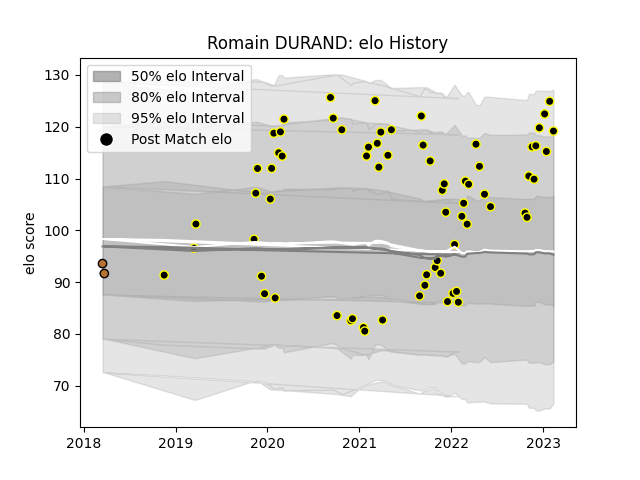 Romain DURAND: elo History
50% elo Interval
80% elo Interval
95% elo Interval
Post Match elo
elo score
130
120
110
100
90
80
70
2018 2019 2020 2021 2022 2023